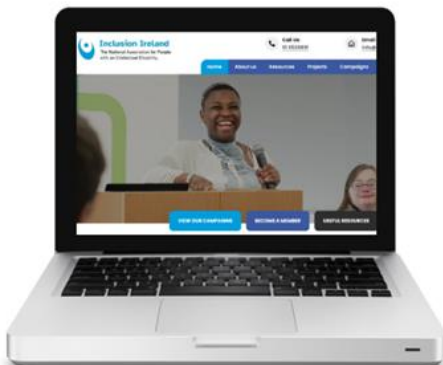 Inclusion Ireland
The National Association for People
with an Intellectual Disability
Call Us
Email
Home About us Resources Projects Campaigns
VIEW OUR CAMPAIGNS BECOME A MEMBER USEFUL RESOURCES